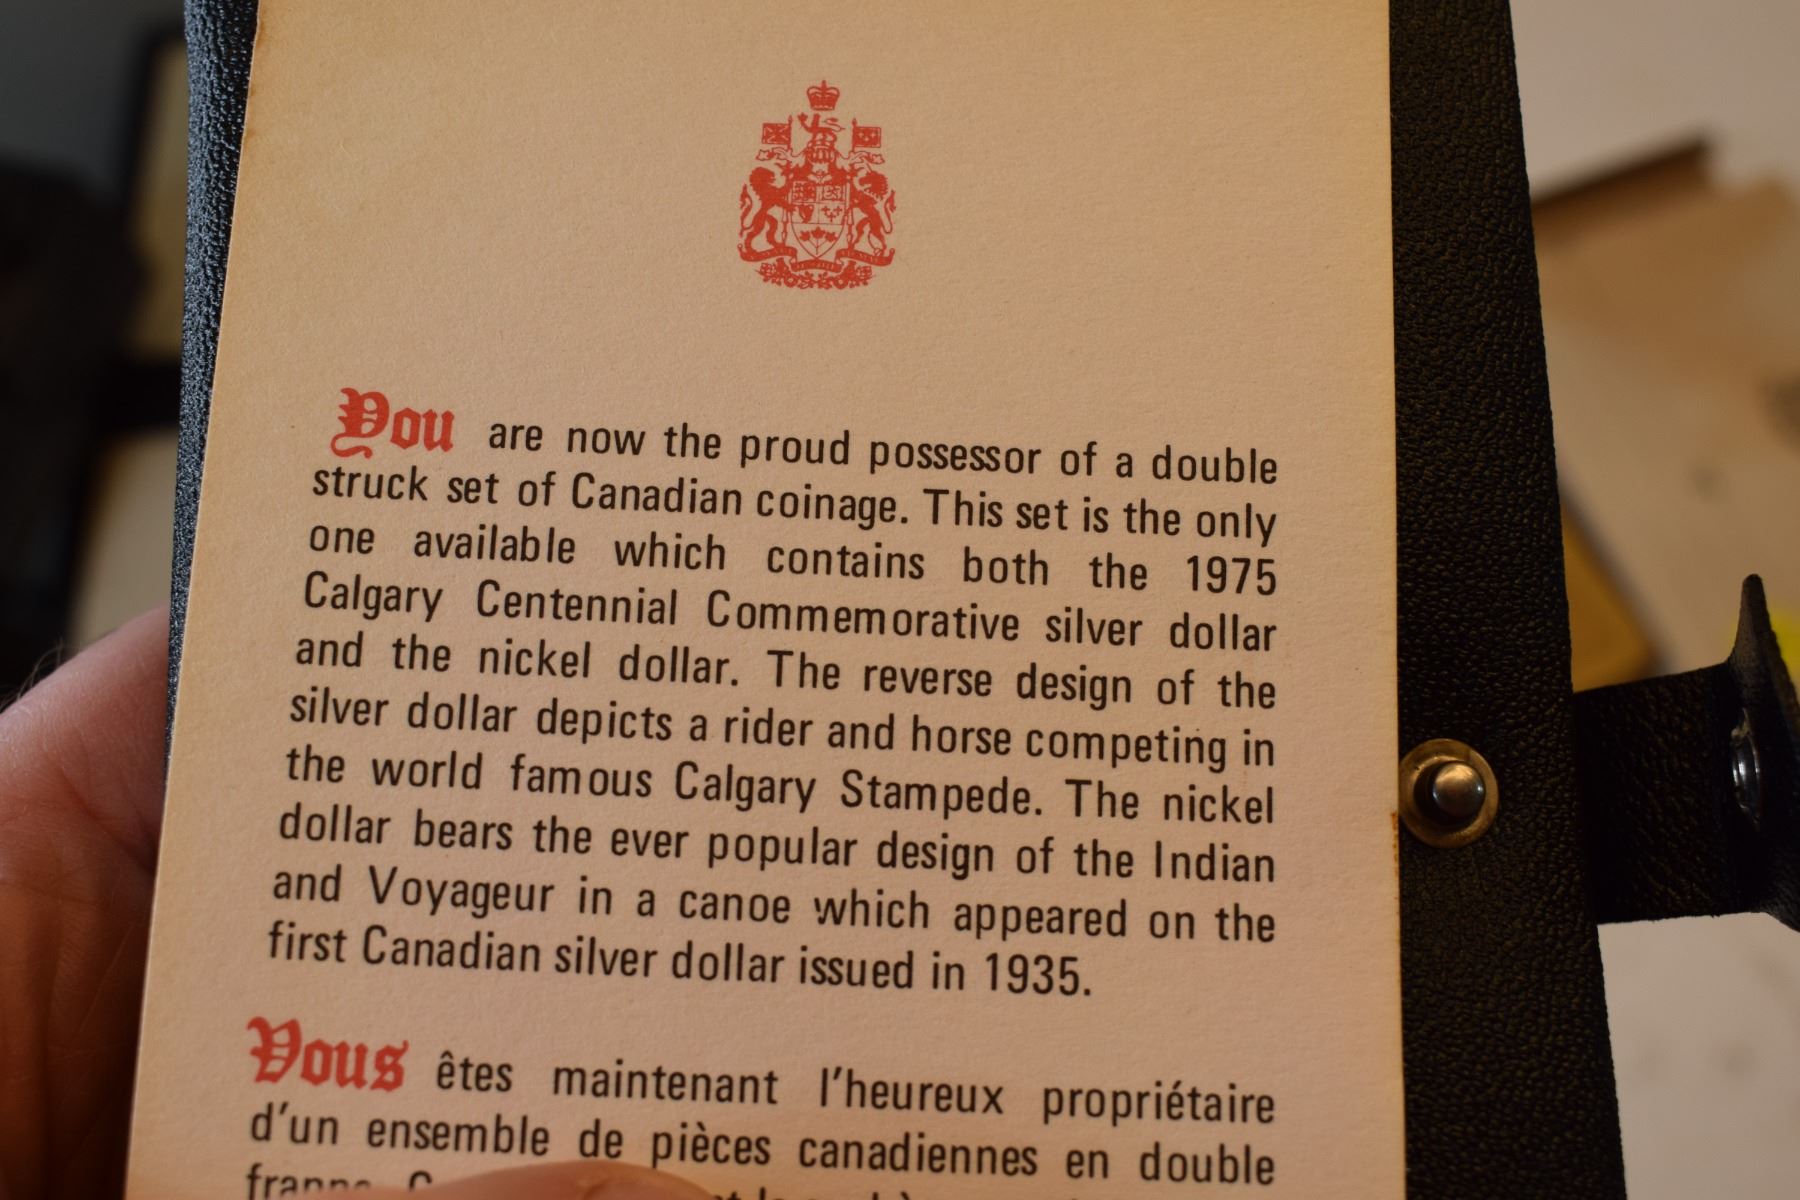 You are now the proud possessor of a double
struck set of Canadian coinage. This set is the only
one available which contains both the 1975
Calgary Centennial Commemorative silver dollar
and the nickel dollar. The reverse design of the
silver dollar depicts a rider and horse competing in
the world famous Calgary Stampede. The nickel
dollar bears the ever popular design of the Indian
and Voyageur in a canoe which appeared on the
first Canadian silver dollar issued in 1935.
Vous êtes maintenant l'heureux propriétaire
d'un ensemble de pièces canadiennes en double